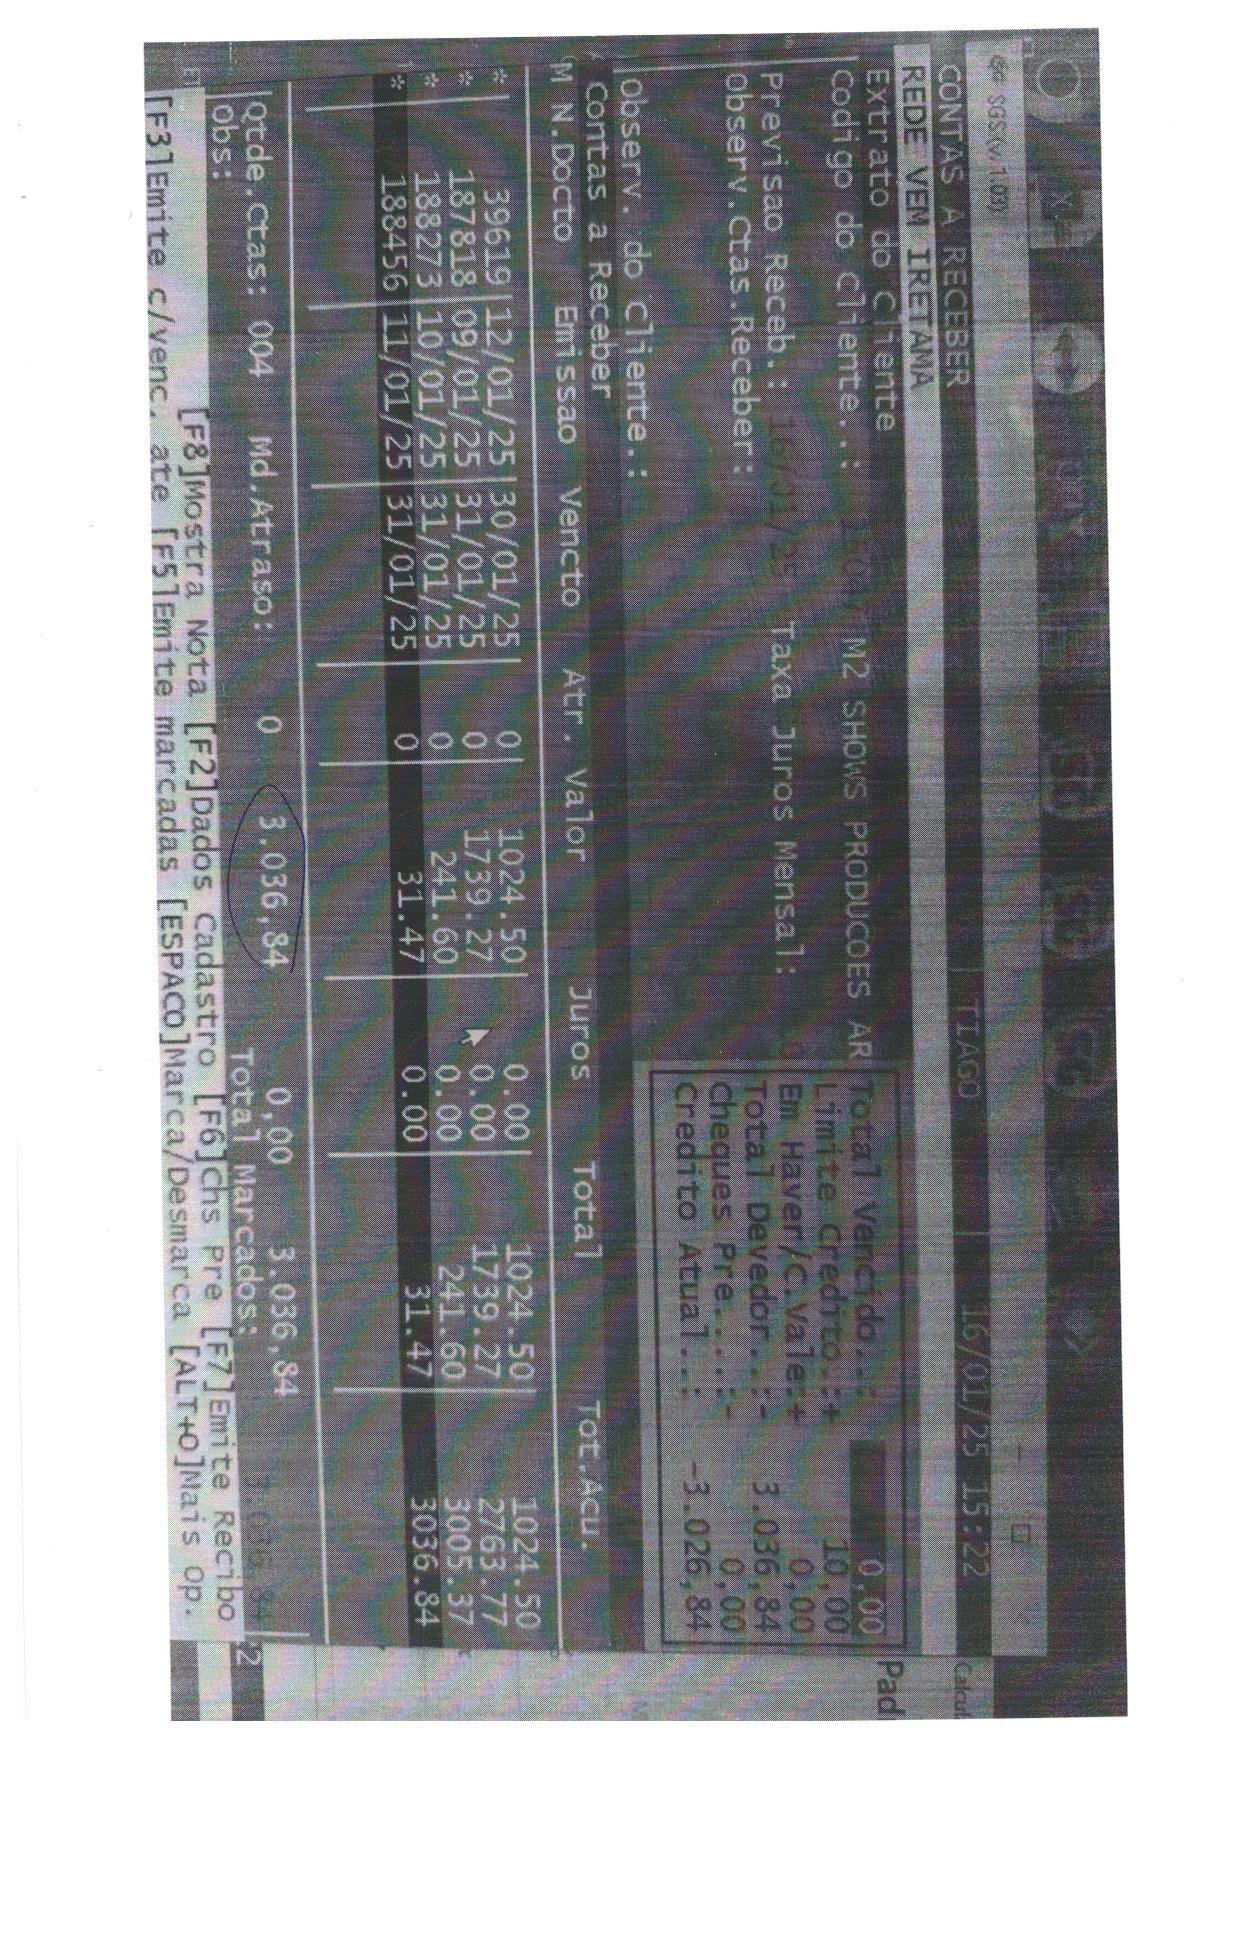 SGS(v7.03)
CONTAS A RECEBER TIAGO 16/01/25 15:22
REDE VEM IRETAMA
Extrato do Cliente
Codigo do Cliente..: M2 SHOWS PRODUCOES AR
Previsao Receb.: 16/01/25 Taxa Juros Mensal:
Observ.Ctas.Receber:
Observ. do Cliente.:
Total Vencido..: 0,00
Limite Credito.:+ 10,00
Em Haver/C.Vale:+ 0,00
Total Devedor..:- 3.036,84
Cheques Pre....:- 0,00
Credito Atual..: -3.026,84
Contas a Receber
M N.Docto Emissao Vencto Atr. Valor Juros Total Tot.Acu.
* 39619 12/01/25 30/01/25 0 1024.50 0.00 1024.50 1024.50
* 187818 09/01/25 31/01/25 0 1739.27 0.00 1739.27 2763.77
* 188273 10/01/25 31/01/25 0 241.60 0.00 241.60 3005.37
* 188456 11/01/25 31/01/25 0 31.47 0.00 31.47 3036.84
Qtde.Ctas: 004 Md.Atraso: 0 3.036,84 0,00 3.036,84
Obs: Total Marcados: 3.036,84
[F8]Mostra Nota [F2]Dados Cadastro [F6]Chs Pre [F7]Emite Recibo
[F3]Emite c/venc. ate [F5]Emite marcadas [ESPACO]Marca/Desmarca [ALT+O]Mais op.
Calcul
Pad
2